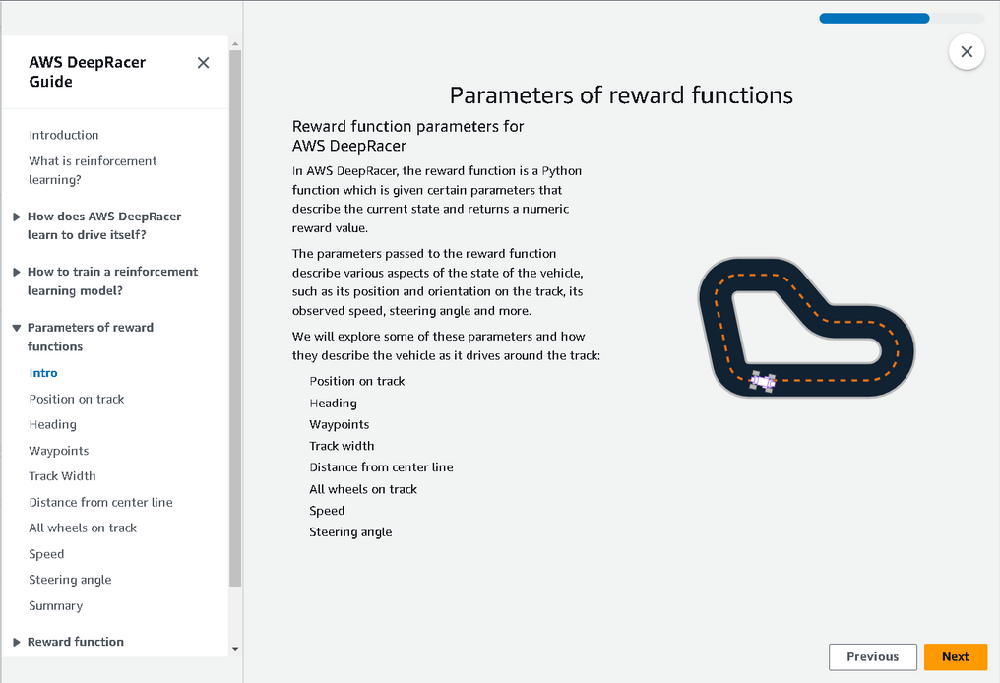 AWS DeepRacer
Guide
Introduction
What is reinforcement
learning?
How does AWS DeepRacer
learn to drive itself?
How to train a reinforcement
learning model?
Parameters of reward
functions
Intro
Position on track
Heading
Waypoints
Track Width
Distance from center line
All wheels on track
Speed
Steering angle
Summary
Reward function
Parameters of reward functions
Reward function parameters for
AWS DeepRacer
In AWS DeepRacer, the reward function is a Python
function which is given certain parameters that
describe the current state and returns a numeric
reward value.
The parameters passed to the reward function
describe various aspects of the state of the vehicle,
such as its position and orientation on the track, its
observed speed, steering angle and more.
We will explore some of these parameters and how
they describe the vehicle as it drives around the track:
Position on track
Heading
Waypoints
Track width
Distance from center line
All wheels on track
Speed
Steering angle
Previous
Next